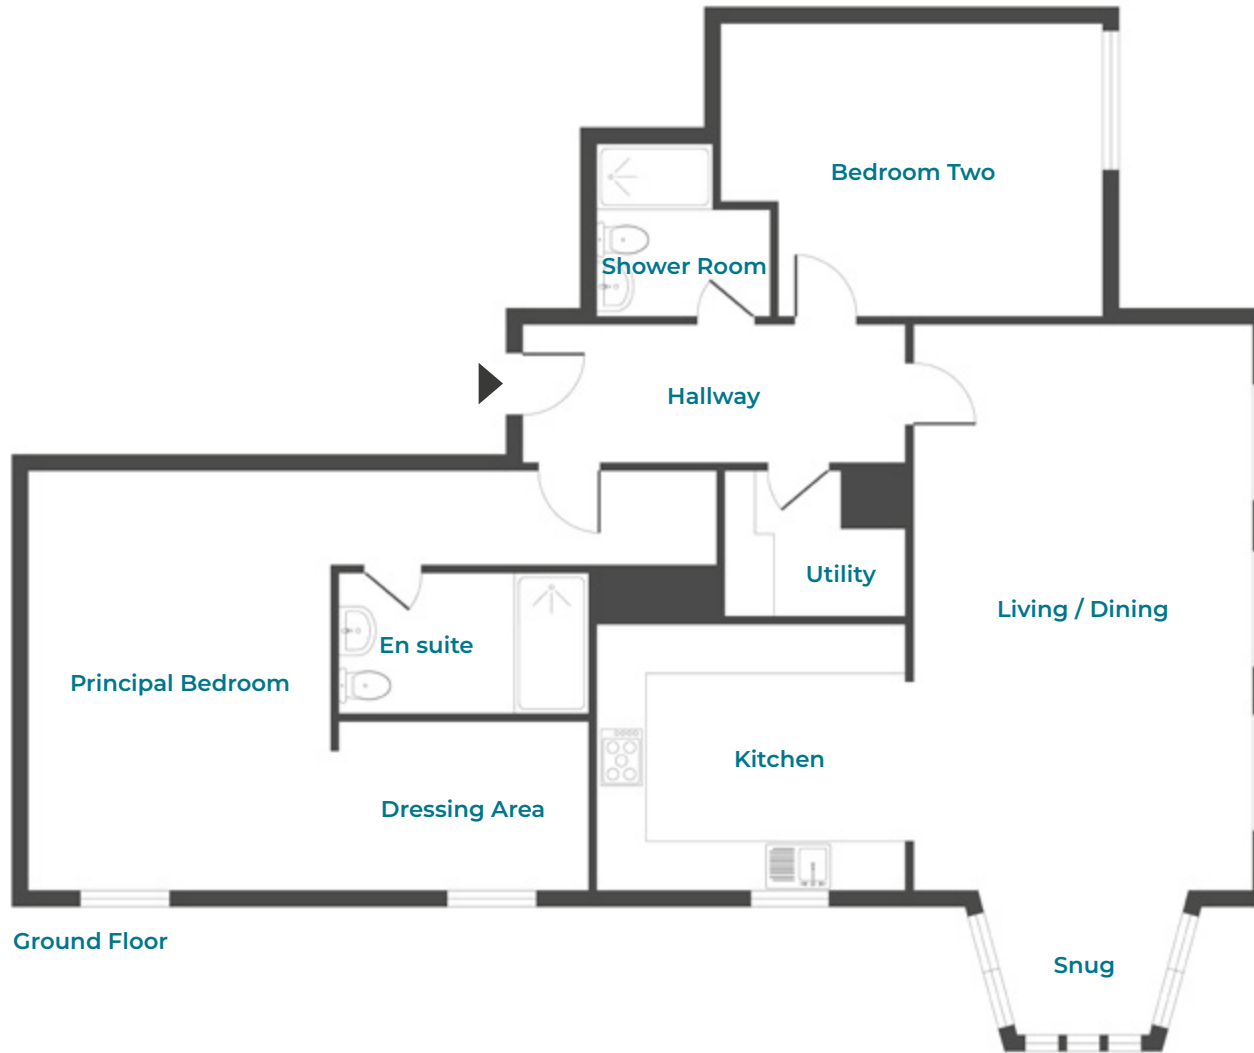 Bedroom Two
Shower Room
Hallway
Utility
Living / Dining
En suite
Principal Bedroom
Kitchen
Dressing Area
Ground Floor
Snug